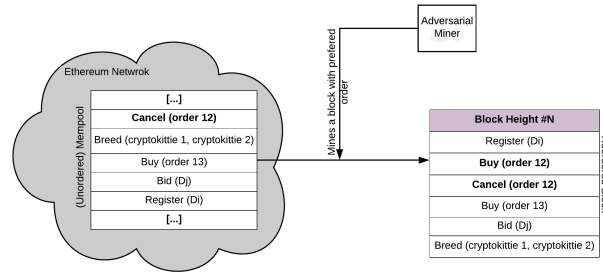 Adversarial
Miner
Ethereum Netwrok
(Unordered) Mempool
[...]
Cancel (order 12)
Breed (cryptokittie 1, cryptokittie 2)
Buy (order 13)
Bid (Dj)
Register (Di)
[...]
Mines a block with prefered
order
Block Height #N
Register (Di)
Buy (order 12)
Cancel (order 12)
Buy (order 13)
Bid (Dj)
Breed (cryptokittie 1, cryptokittie 2)